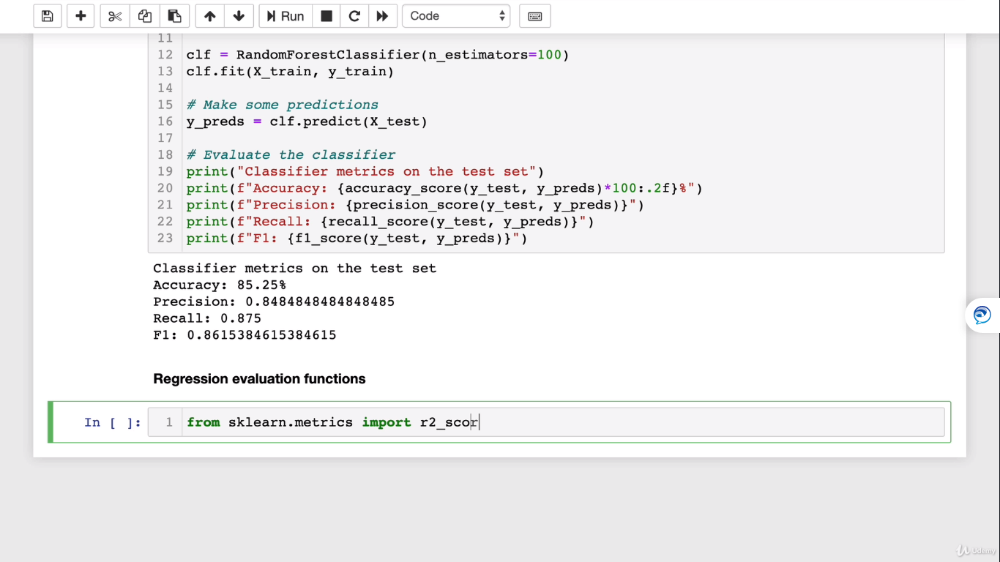 Run
Code
11
12 clf = RandomForestClassifier(n_estimators=100)
13 clf.fit(X_train, y_train)
14
15 # Make some predictions
16 y_preds = clf.predict(X_test)
17
18 # Evaluate the classifier
19 print("Classifier metrics on the test set")
20 print(f"Accuracy: {accuracy_score(y_test, y_preds)*100:.2f}%")
21 print(f"Precision: {precision_score(y_test, y_preds)}")
22 print(f"Recall: {recall_score(y_test, y_preds)}")
23 print(f"F1: {f1_score(y_test, y_preds)}")
Classifier metrics on the test set
Accuracy: 85.25%
Precision: 0.8484848484848485
Recall: 0.875
F1: 0.8615384615384615
Regression evaluation functions
In [ ]: 1 from sklearn.metrics import r2_scor
Udemy